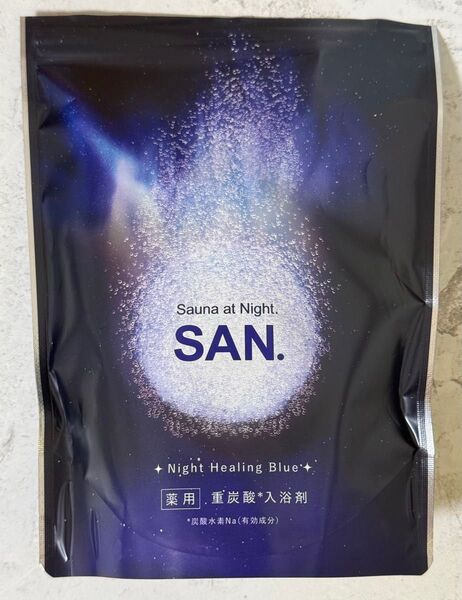 Sauna at Night.
SAN.
Night Healing Blue
薬用 重炭酸*入浴剤
*炭酸水素Na(有効成分)